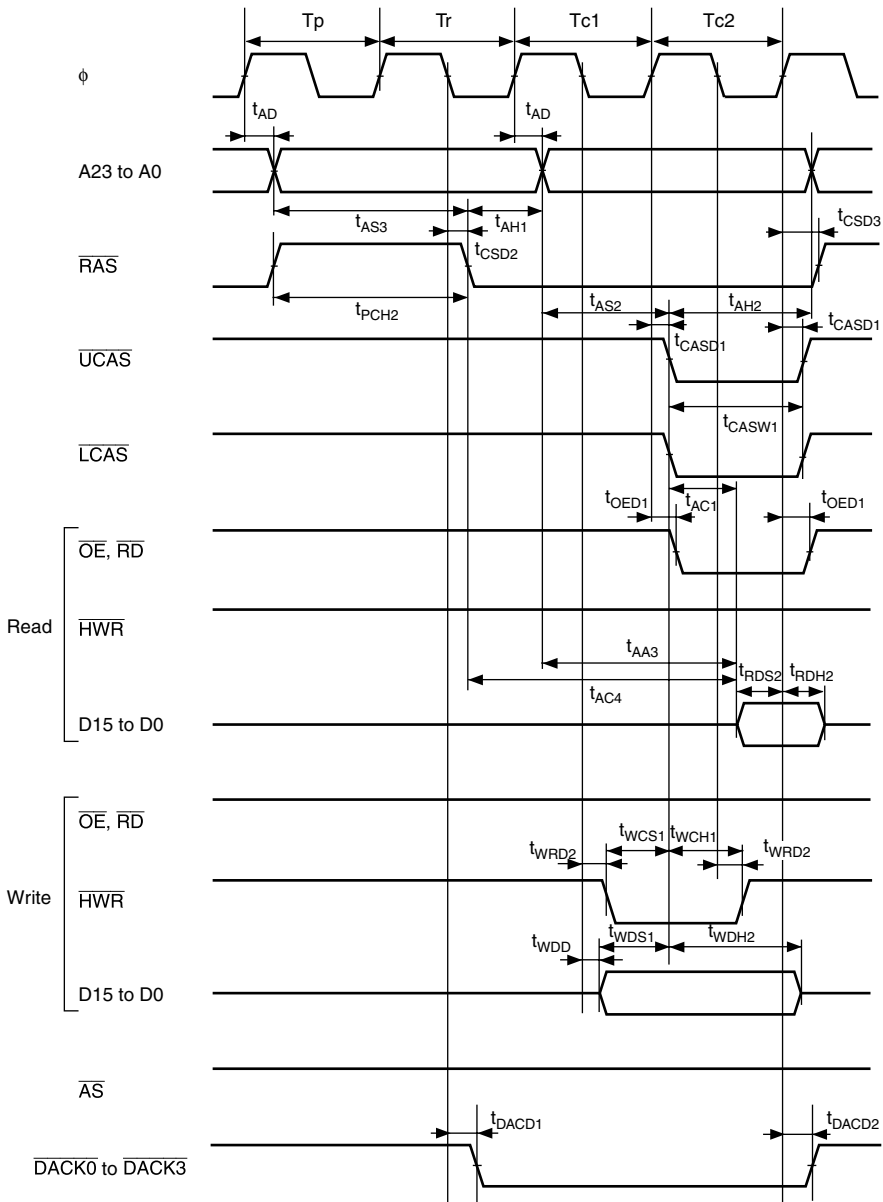 Tp Tr Tc1 Tc2
φ
tAD tAD
A23 to A0
tAS3 tAH1 tCSD3
tCSD2
RAS
tPCH2 tAS2 tAH2
tCASD1 tCASD1
UCAS
tCASW1
LCAS
tOED1 tAC1 tOED1
OE, RD
Read
HWR
tAA3
tRDS2 tRDH2
tAC4
D15 to D0
OE, RD
tWCS1 tWCH1
tWRD2 tWRD2
Write
HWR
tWDS1 tWDH2
tWDD
D15 to D0
AS
tDACD1 tDACD2
DACK0 to DACK3